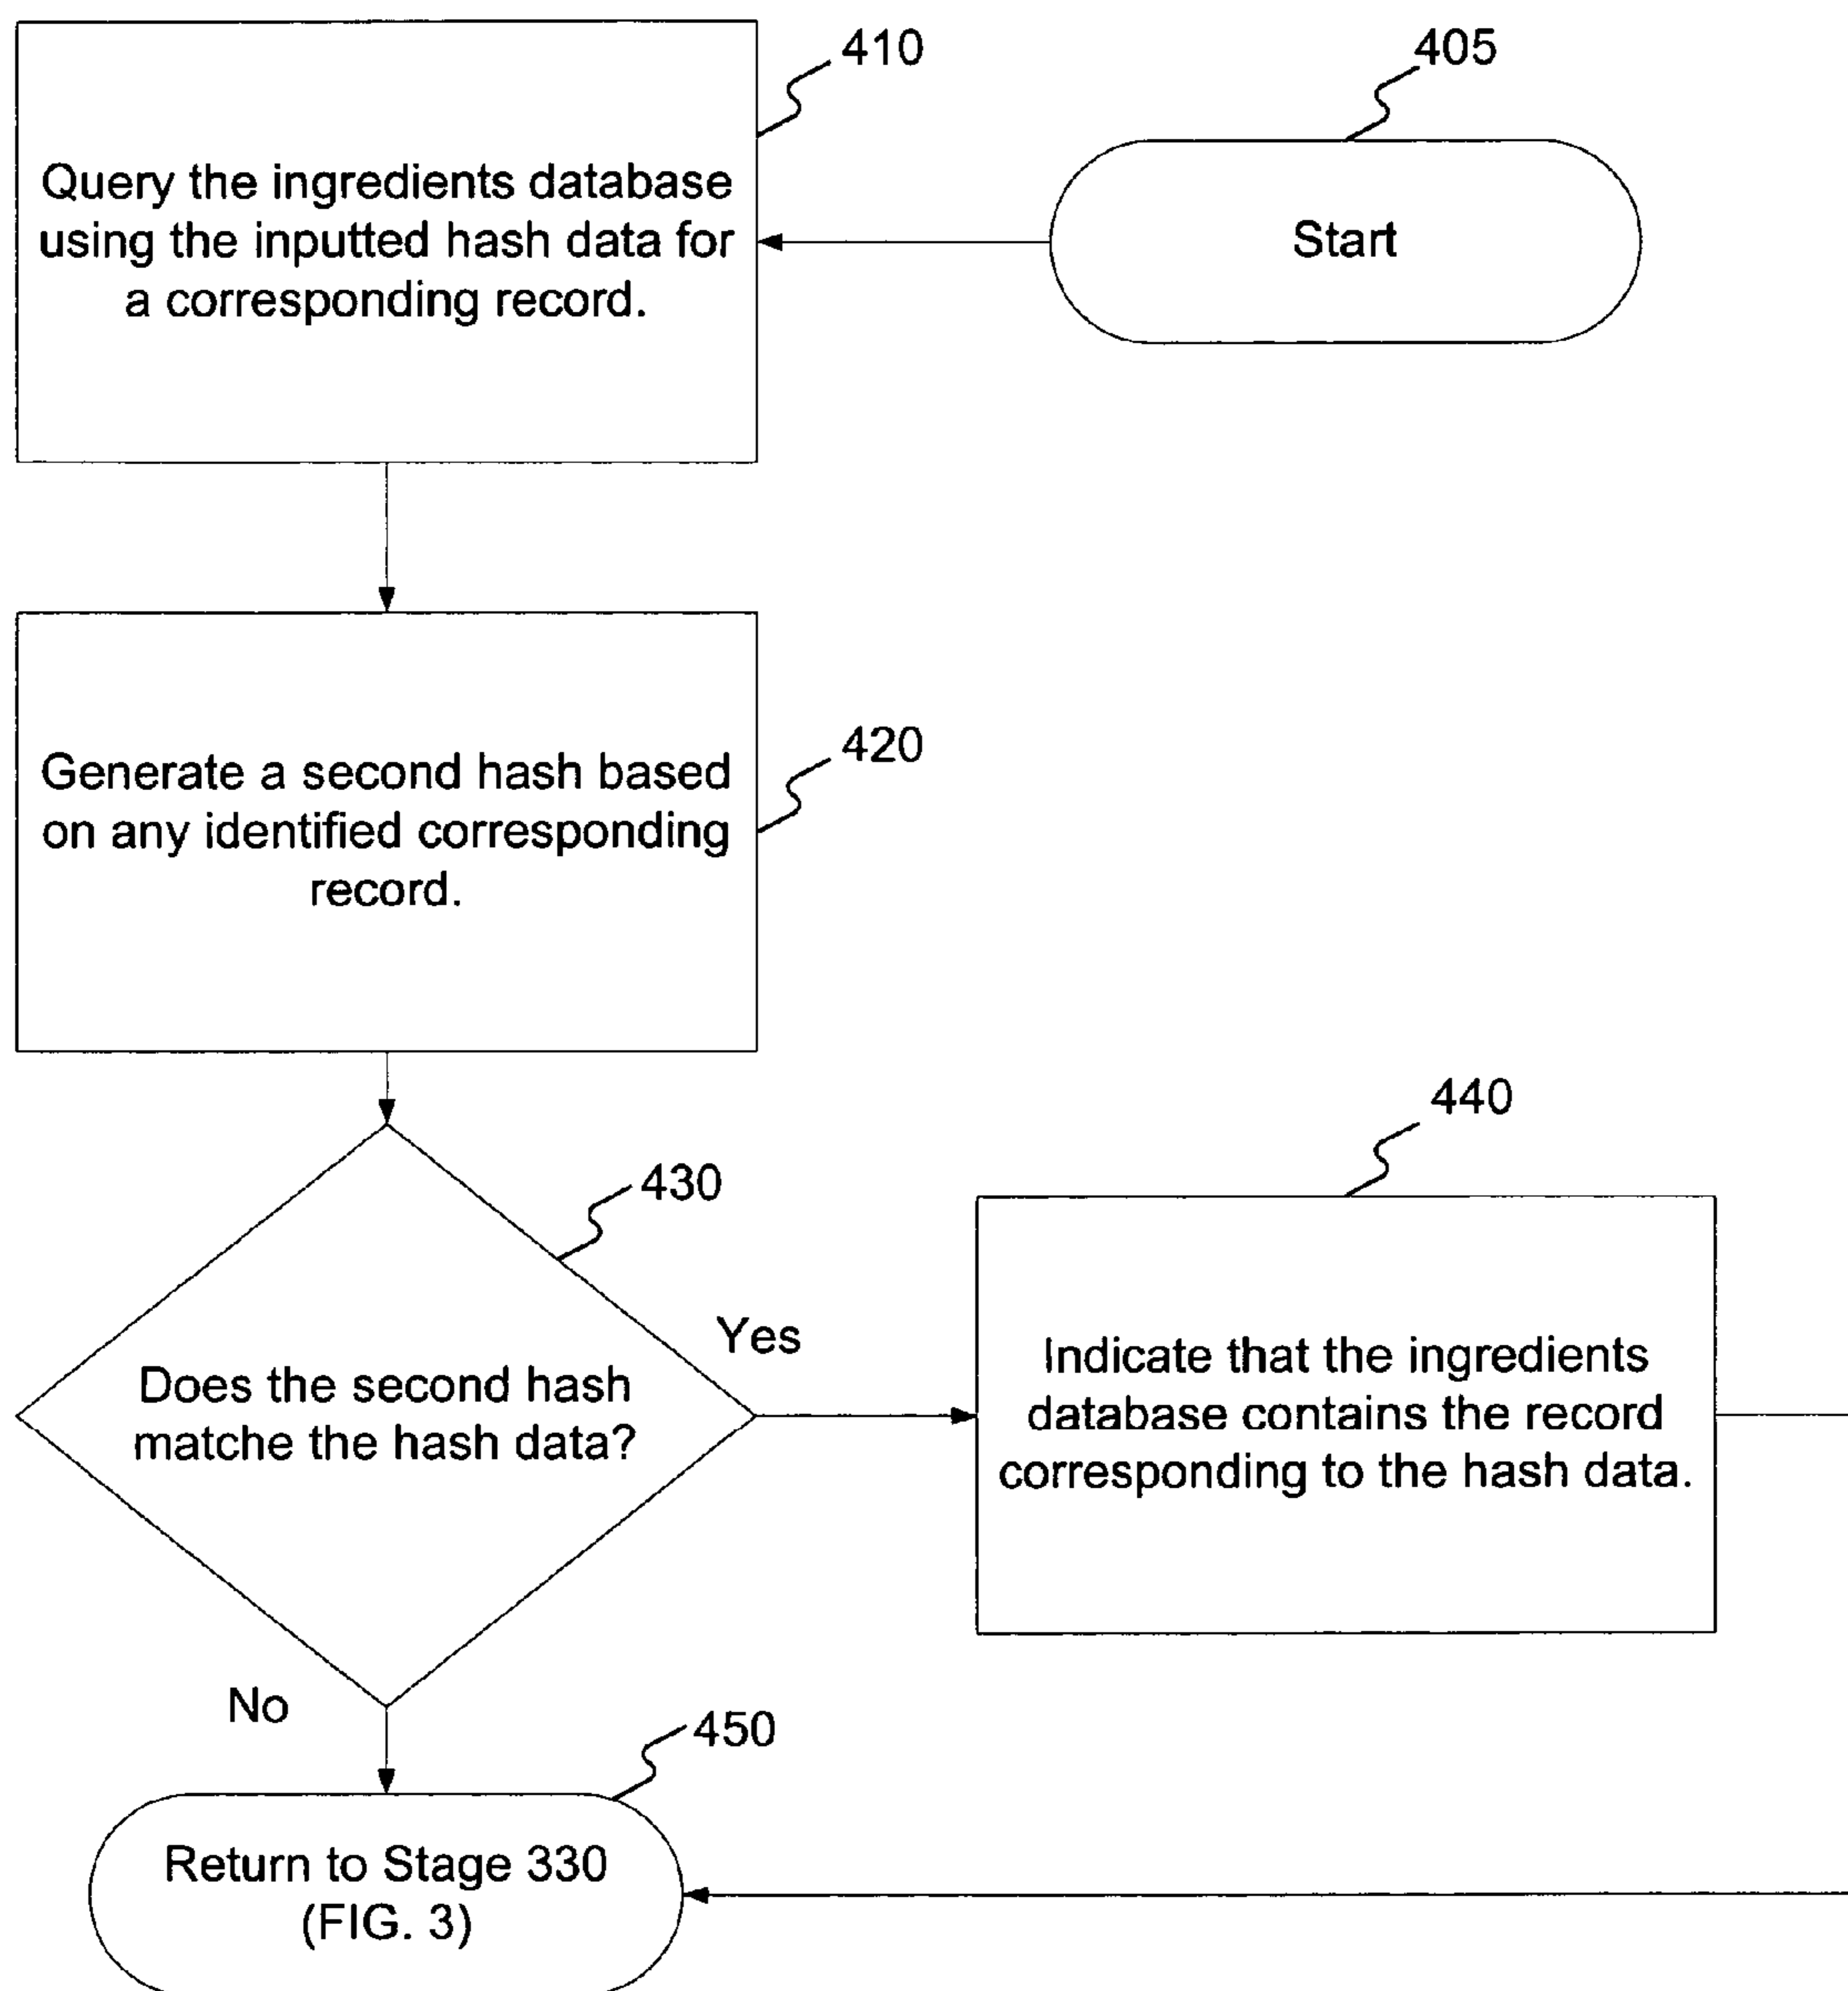 410
405
Query the ingredients database
using the inputted hash data for
a corresponding record.
Start
420
Generate a second hash based
on any identified corresponding
record.
440
430
Yes
Does the second hash
matche the hash data?
Indicate that the ingredients
database contains the record
corresponding to the hash data.
No
450
Return to Stage 330
(FIG. 3)